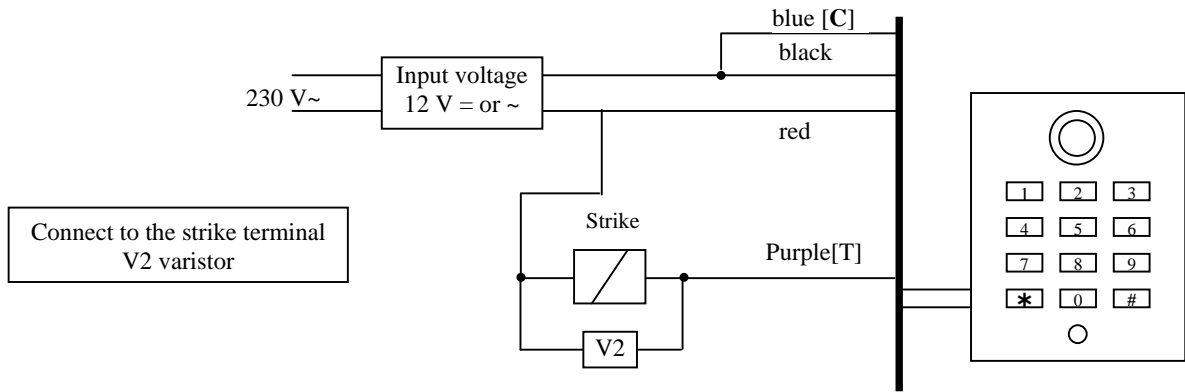 blue [C]
black
Input voltage
12 V = or ~
230 V~
red
Connect to the strike terminal
V2 varistor
Strike
Purple[T]
V2
1 2 3
4 5 6
7 8 9
* 0 #